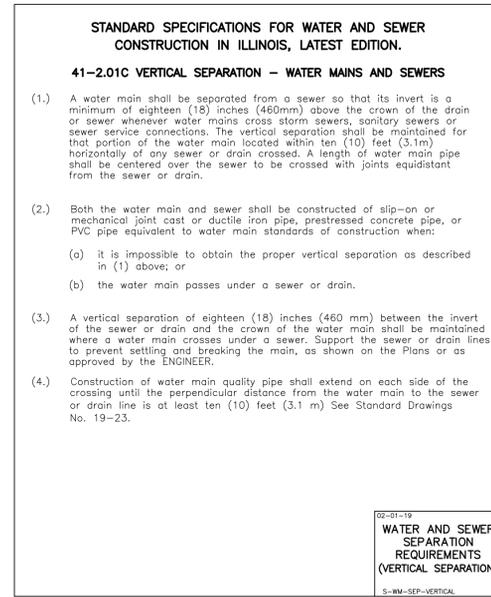 STANDARD SPECIFICATIONS FOR WATER AND SEWER
CONSTRUCTION IN ILLINOIS, LATEST EDITION.
41-2.01C VERTICAL SEPARATION - WATER MAINS AND SEWERS
(1.) A water main shall be separated from a sewer so that its invert is a
minimum of eighteen (18) inches (460mm) above the crown of the drain
or sewer whenever water mains cross storm sewers, sanitary sewers or
sewer service connections. The vertical separation shall be maintained for
that portion of the water main located within ten (10) feet (3.1m)
horizontally of any sewer or drain crossed. A length of water main pipe
shall be centered over the sewer to be crossed with joints equidistant
from the sewer or drain.
(2.) Both the water main and sewer shall be constructed of slip-on or
mechanical joint cast or ductile iron pipe, prestressed concrete pipe, or
PVC pipe equivalent to water main standards of construction when:
(a) it is impossible to obtain the proper vertical separation as described
in (1) above; or
(b) the water main passes under a sewer or drain.
(3.) A vertical separation of eighteen (18) inches (460 mm) between the invert
of the sewer or drain and the crown of the water main shall be maintained
where a water main crosses under a sewer. Support the sewer or drain lines
to prevent settling and breaking the main, as shown on the Plans or as
approved by the ENGINEER.
(4.) Construction of water main quality pipe shall extend on each side of the
crossing until the perpendicular distance from the water main to the sewer
or drain line is at least ten (10) feet (3.1 m) See Standard Drawings
No. 19-23.
02-01-19
WATER AND SEWER
SEPARATION
REQUIREMENTS
(VERTICAL SEPARATION
S-WM-SEP-VERTICAL